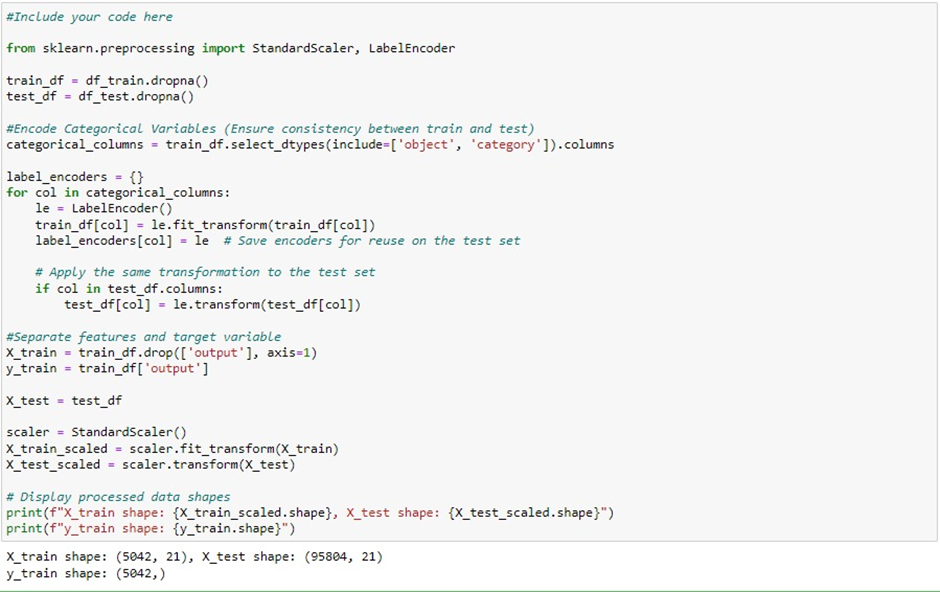 #Include your code here
from sklearn.preprocessing import StandardScaler, LabelEncoder
train_df = df_train.dropna()
test_df = df_test.dropna()
#Encode Categorical Variables (Ensure consistency between train and test)
categorical_columns = train_df.select_dtypes(include=['object', 'category']).columns
label_encoders = {}
for col in categorical_columns:
    le = LabelEncoder()
    train_df[col] = le.fit_transform(train_df[col])
    label_encoders[col] = le  # Save encoders for reuse on the test set
    # Apply the same transformation to the test set
    if col in test_df.columns:
        test_df[col] = le.transform(test_df[col])
#Separate features and target variable
X_train = train_df.drop(['output'], axis=1)
y_train = train_df['output']
X_test = test_df
scaler = StandardScaler()
X_train_scaled = scaler.fit_transform(X_train)
X_test_scaled = scaler.transform(X_test)
# Display processed data shapes
print(f"X_train shape: {X_train_scaled.shape}, X_test shape: {X_test_scaled.shape}")
print(f"y_train shape: {y_train.shape}")
X_train shape: (5042, 21), X_test shape: (95804, 21)
y_train shape: (5042,)